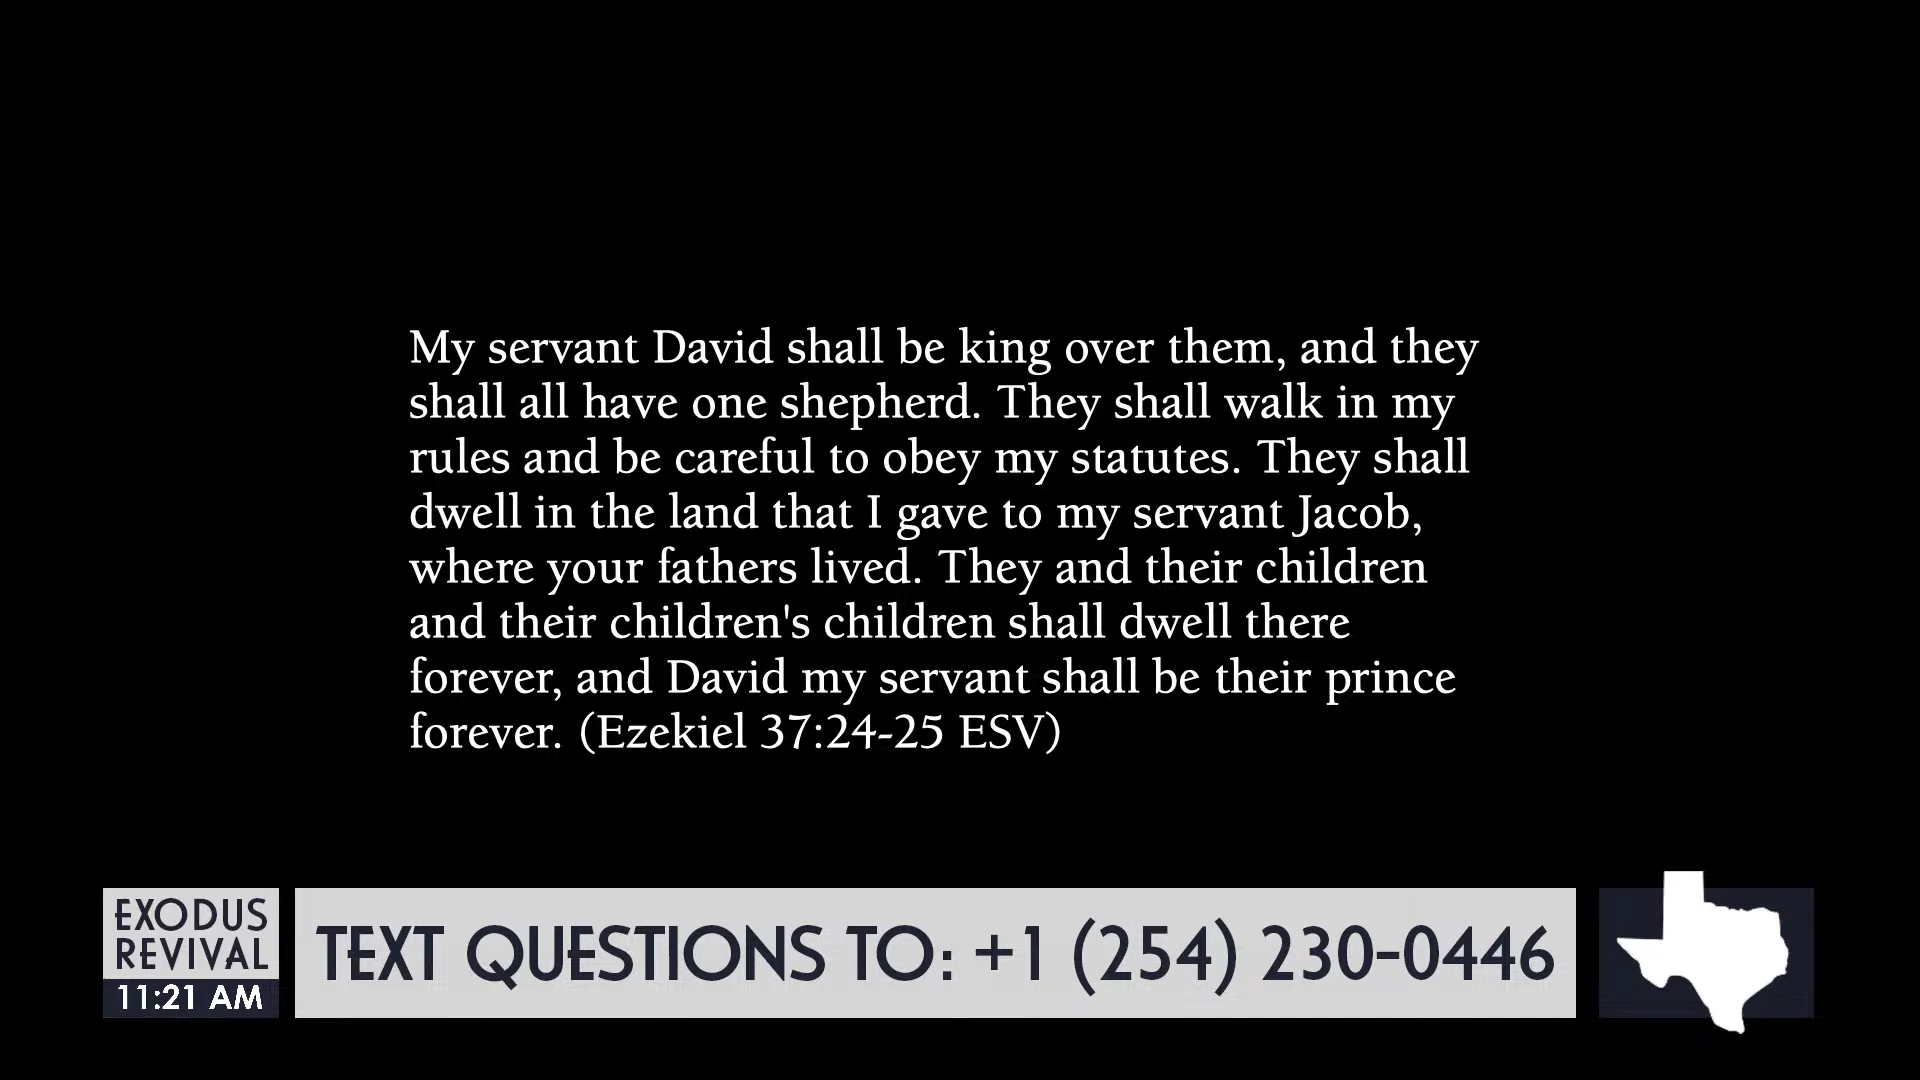 My servant David shall be king over them, and they
shall all have one shepherd. They shall walk in my
rules and be careful to obey my statutes. They shall
dwell in the land that I gave to my servant Jacob,
where your fathers lived. They and their children
and their children's children shall dwell there
forever, and David my servant shall be their prince
forever. (Ezekiel 37:24-25 ESV)
EXODUS
REVIVAL
11:21 AM
TEXT QUESTIONS TO: +1 (254) 230-0446